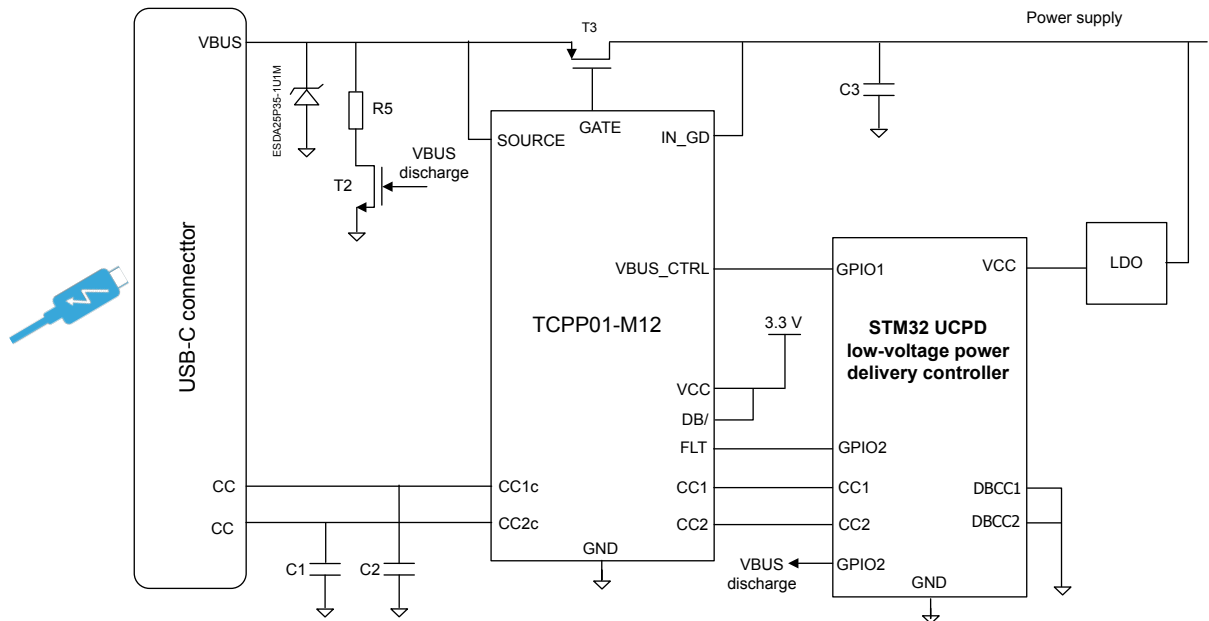 Power supply
T3
VBUS
ESDA25P35-1U1M
R5
C3
GATE
SOURCE
IN_GD
VBUS
discharge
T2
VBUS_CTRL
GPIO1
VCC
LDO
USB-C connecttor
TCPP01-M12
3.3 V
STM32 UCPD
low-voltage power
delivery controller
VCC
DB/
FLT
GPIO2
CC
CC1c
CC1
CC1
DBCC1
CC
CC2c
CC2
CC2
DBCC2
GND
C1
C2
VBUS
discharge
GPIO2
GND